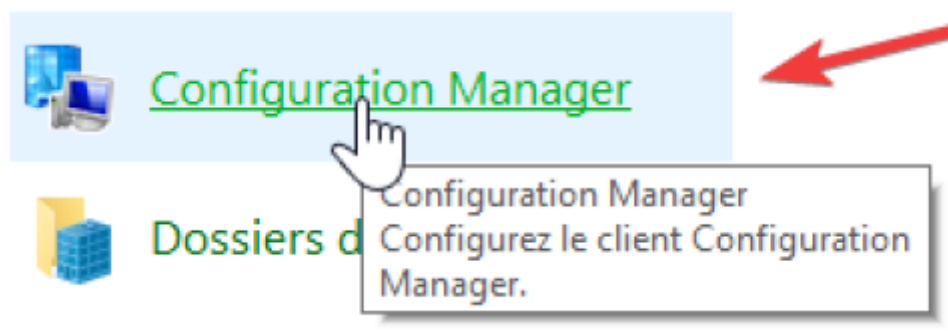 Configuration Manager
Configuration Manager
Dossiers d
Configurez le client Configuration
Manager.